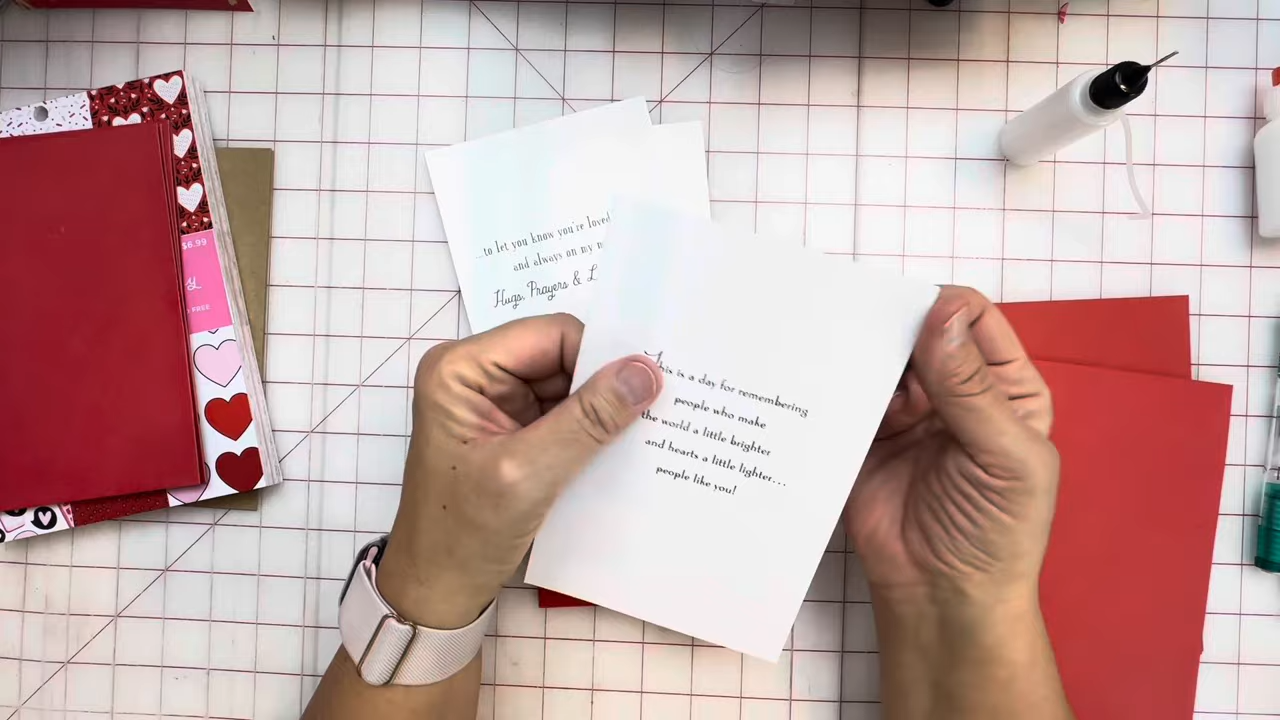 $6.99
FREE
...to let you know you're loved
and always on my
Hugs, Prayers &
This is a day for remembering
people who make
the world a little brighter
and hearts a little lighter...
people like you!